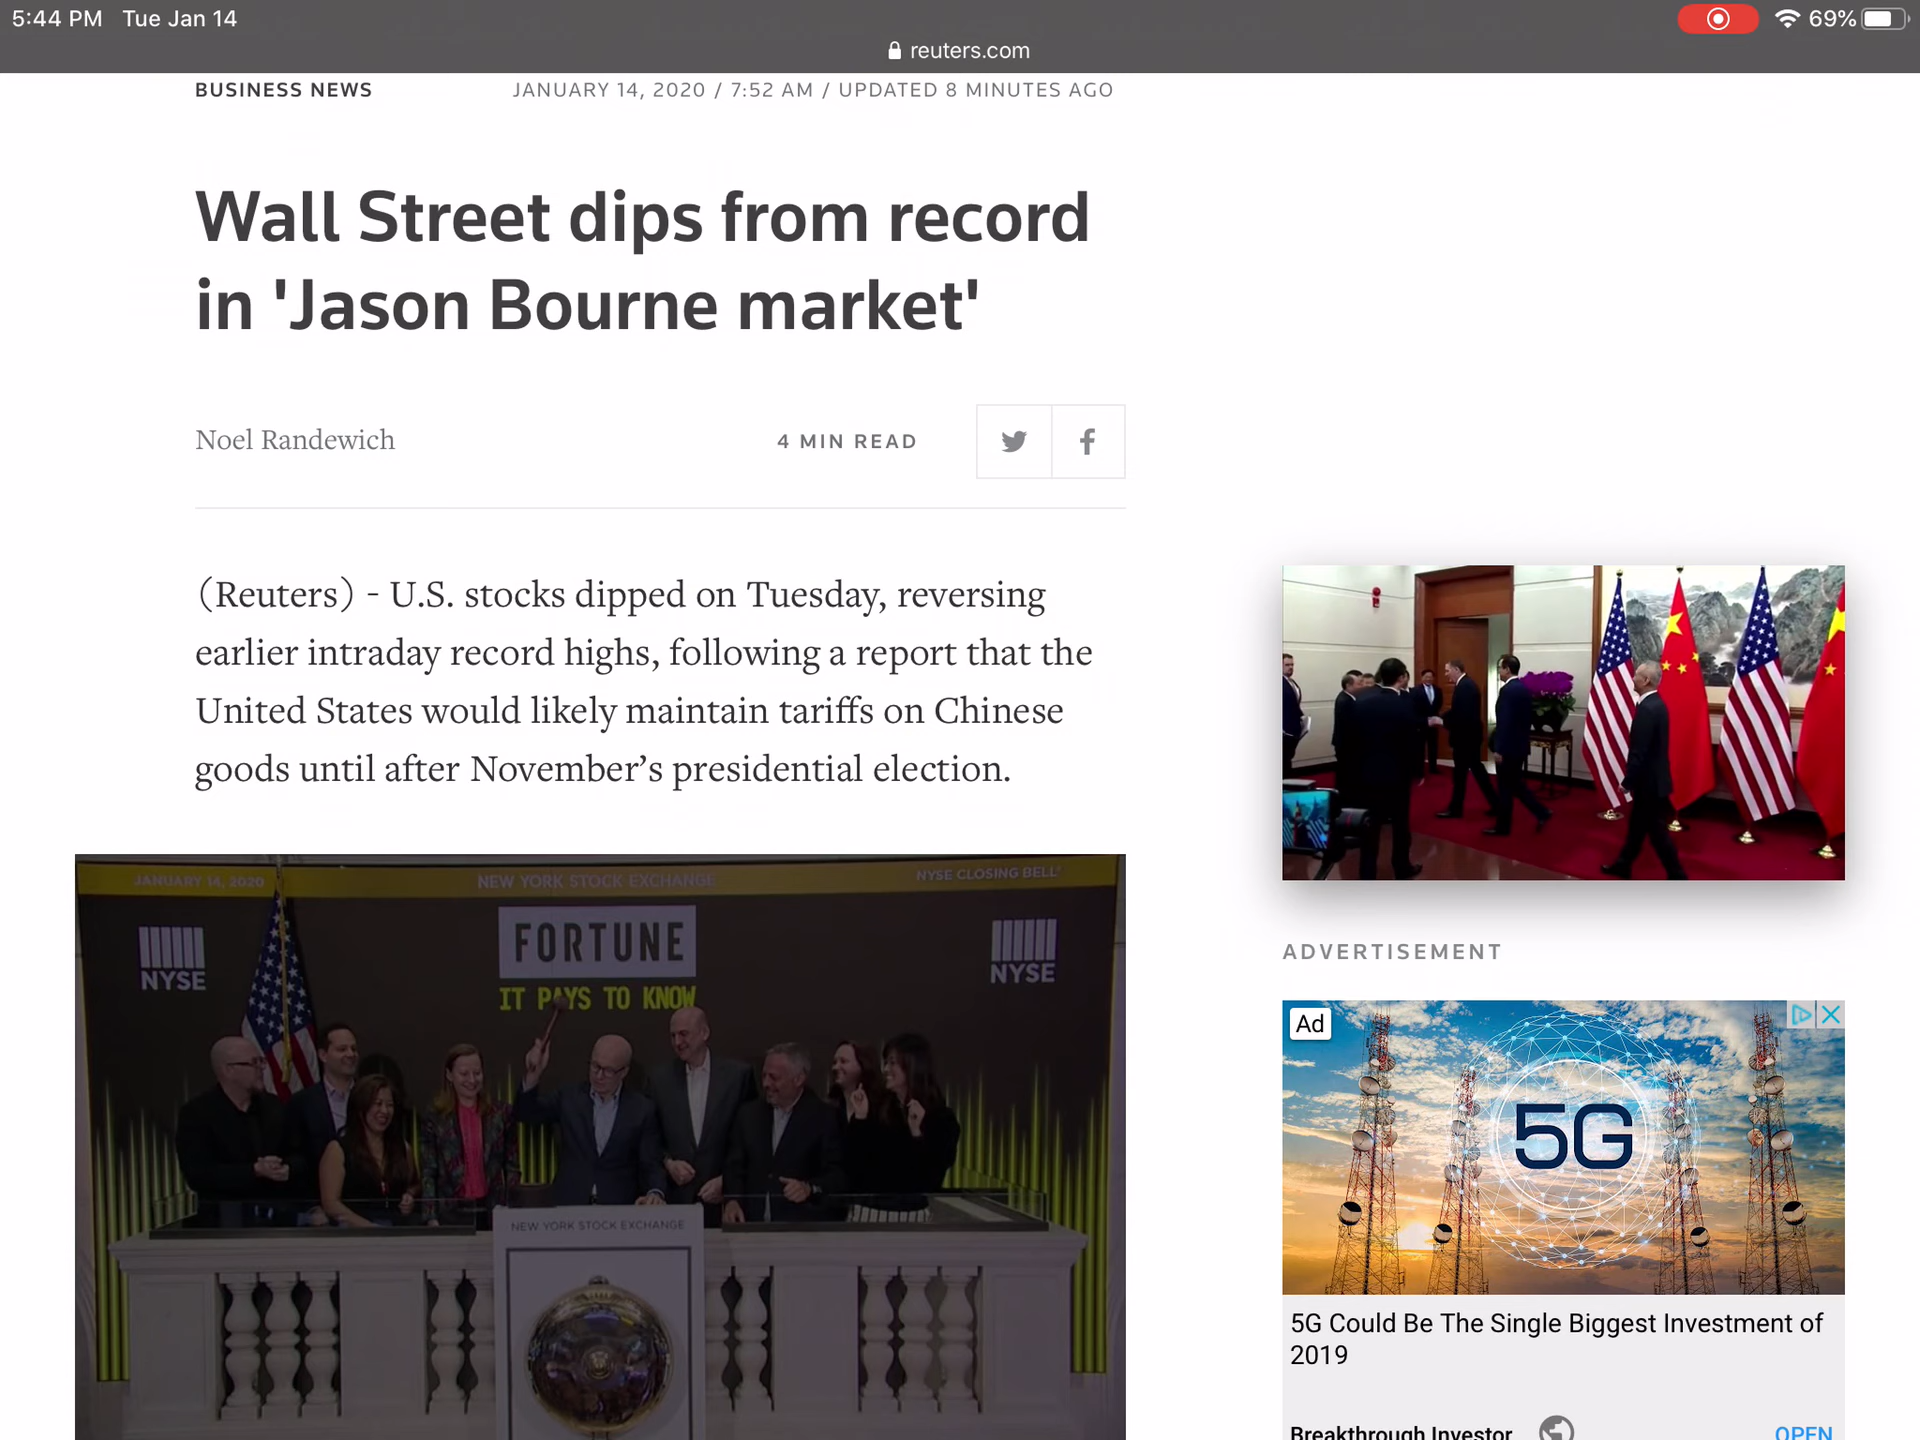 5:44 PM Tue Jan 14
69%
reuters.com
BUSINESS NEWS
JANUARY 14, 2020 / 7:52 AM / UPDATED 8 MINUTES AGO
Wall Street dips from record
in 'Jason Bourne market'
Noel Randewich
4 MIN READ
(Reuters) - U.S. stocks dipped on Tuesday, reversing
earlier intraday record highs, following a report that the
United States would likely maintain tariffs on Chinese
goods until after November’s presidential election.
JANUARY 14, 2020
NEW YORK STOCK EXCHANGE
NYSE CLOSING BELL
NYSE
FORTUNE
NYSE
IT PAYS TO KNOW
NEW YORK STOCK EXCHANGE
ADVERTISEMENT
Ad
5G
5G Could Be The Single Biggest Investment of
2019
Breakthrough Investor
OPEN